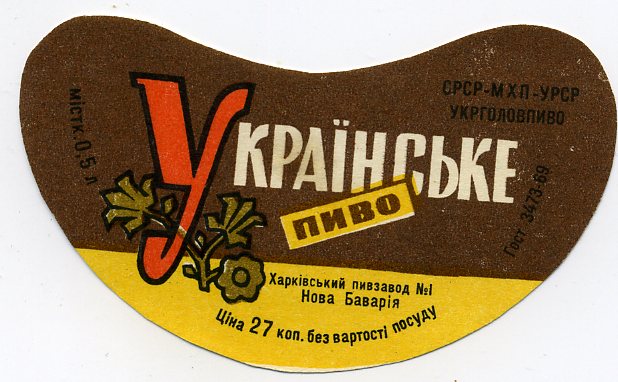 СРСР-МХП-УРСР
УКРГОЛОВПИВО
містк. 0,5 л
УКРАЇНСЬКЕ
ПИВО
Гост 3473-69
Харківський пивзавод №1
Нова Баварія
Ціна 27 коп. без вартості посуду